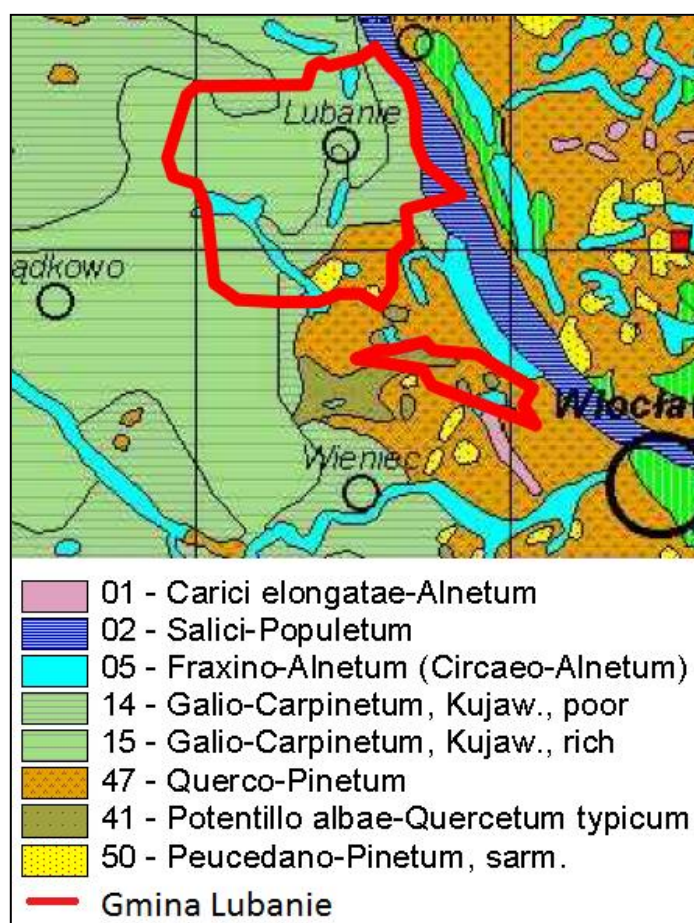 Lubanie
ądkowo
Włocła
Wieniec
01 - Carici elongatae-Alnetum
02 - Salici-Populetum
05 - Fraxino-Alnetum (Circaeo-Alnetum)
14 - Galio-Carpinetum, Kujaw., poor
15 - Galio-Carpinetum, Kujaw., rich
47 - Querco-Pinetum
41 - Potentillo albae-Quercetum typicum
50 - Peucedano-Pinetum, sarm.
Gmina Lubanie